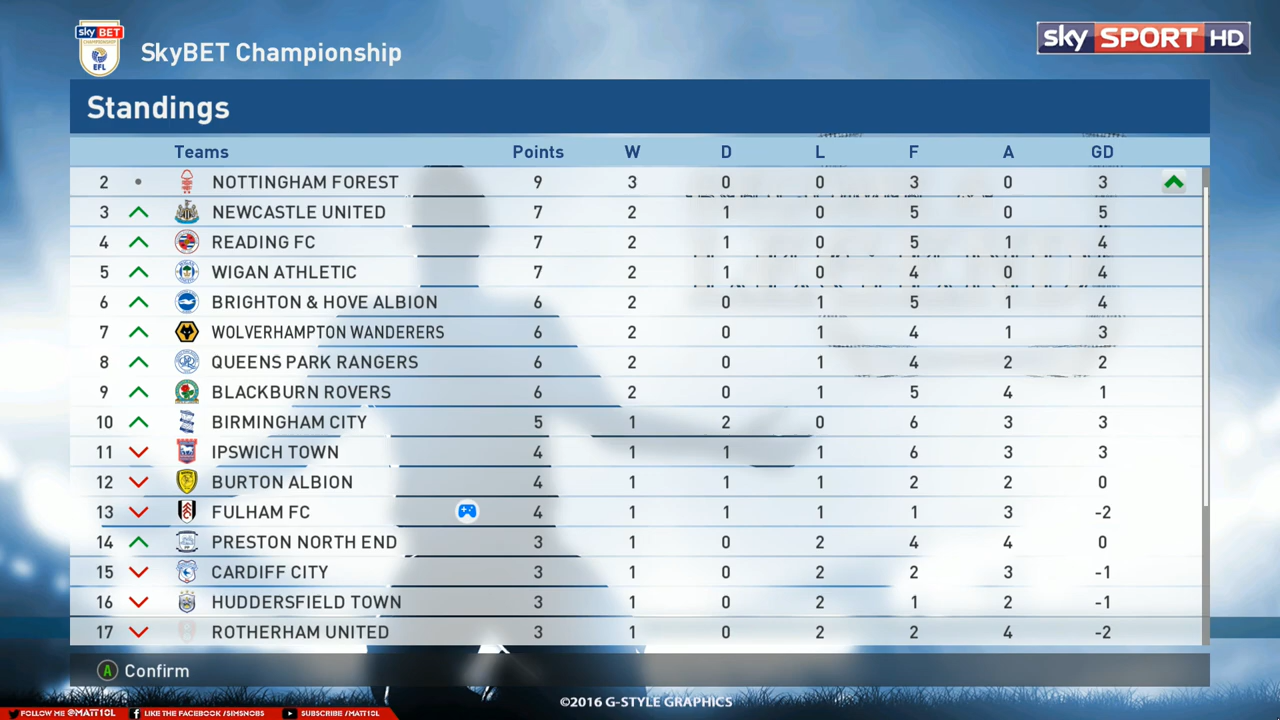 sky BET
EFL
SkyBET Championship
sky SPORT HD
Standings
Teams Points W D L F A GD
2 NOTTINGHAM FOREST 9 3 0 0 3 0 3
3 NEWCASTLE UNITED 7 2 1 0 5 0 5
4 READING FC 7 2 1 0 5 1 4
5 WIGAN ATHLETIC 7 2 1 0 4 0 4
6 BRIGHTON & HOVE ALBION 6 2 0 1 5 1 4
7 WOLVERHAMPTON WANDERERS 6 2 0 1 4 1 3
8 QUEENS PARK RANGERS 6 2 0 1 4 2 2
9 BLACKBURN ROVERS 6 2 0 1 5 4 1
10 BIRMINGHAM CITY 5 1 2 0 6 3 3
11 IPSWICH TOWN 4 1 1 1 6 3 3
12 BURTON ALBION 4 1 1 1 2 2 0
13 FULHAM FC 4 1 1 1 1 3 -2
14 PRESTON NORTH END 3 1 0 2 4 4 0
15 CARDIFF CITY 3 1 0 2 2 3 -1
16 HUDDERSFIELD TOWN 3 1 0 2 1 2 -1
17 ROTHERHAM UNITED 3 1 0 2 2 4 -2
A Confirm
©2016 G-STYLE GRAPHICS
FOLLOW ME @MATT10L LIKE THE FACEBOOK /SIMSNOBS SUBSCRIBE /MATT10L